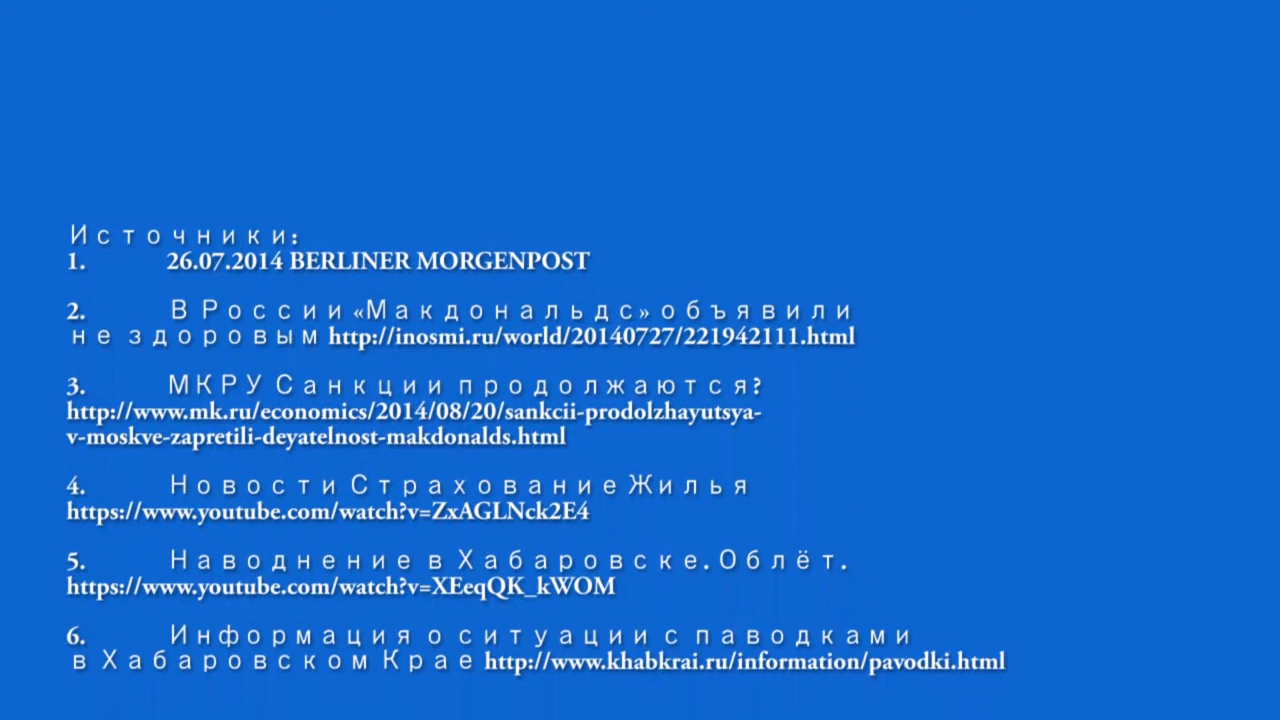 Источники:
1. 26.07.2014 BERLINER MORGENPOST
2. В России «Макдональдс» объявили
не здоровым http://inosmi.ru/world/20140727/221942111.html
3. МКРУ Санкции продолжаются?
http://www.mk.ru/economics/2014/08/20/sankcii-prodolzhayutsya-
v-moskve-zapretili-deyatelnost-makdonalds.html
4. Новости Страхование Жилья
https://www.youtube.com/watch?v=ZxAGLNck2E4
5. Наводнение в Хабаровске. Облёт.
https://www.youtube.com/watch?v=XEeqQK_kWOM
6. Информация о ситуации с паводками
в Хабаровском Крае http://www.khabkrai.ru/information/pavodki.html